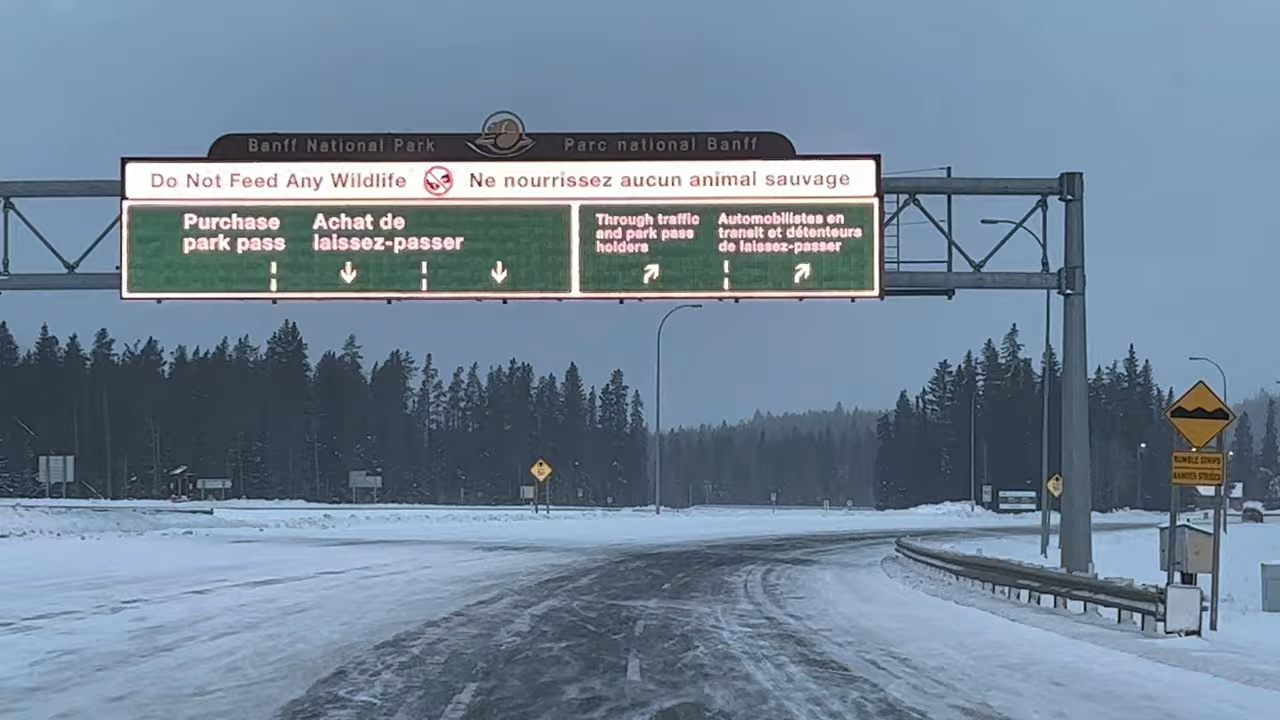 Banff National Park
Parc national Banff
Do Not Feed Any Wildlife
Ne nourrissez aucun animal sauvage
Purchase
park pass
Achat de
laissez-passer
Through traffic
and park pass
holders
Automobilistes en
transit et détenteurs
de laissez-passer
RUMBLE STRIPS